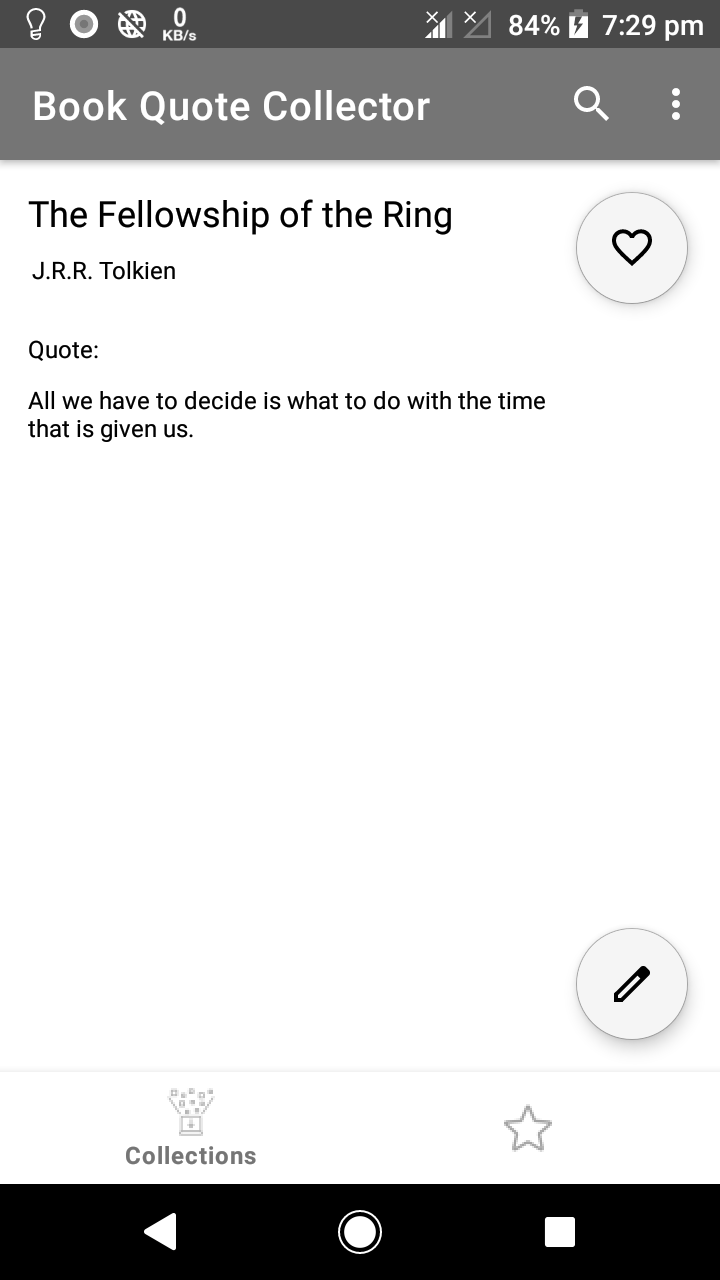 0
KB/s
84%
7:29 pm
Book Quote Collector
The Fellowship of the Ring
J.R.R. Tolkien
Quote:
All we have to decide is what to do with the time
that is given us.
Collections